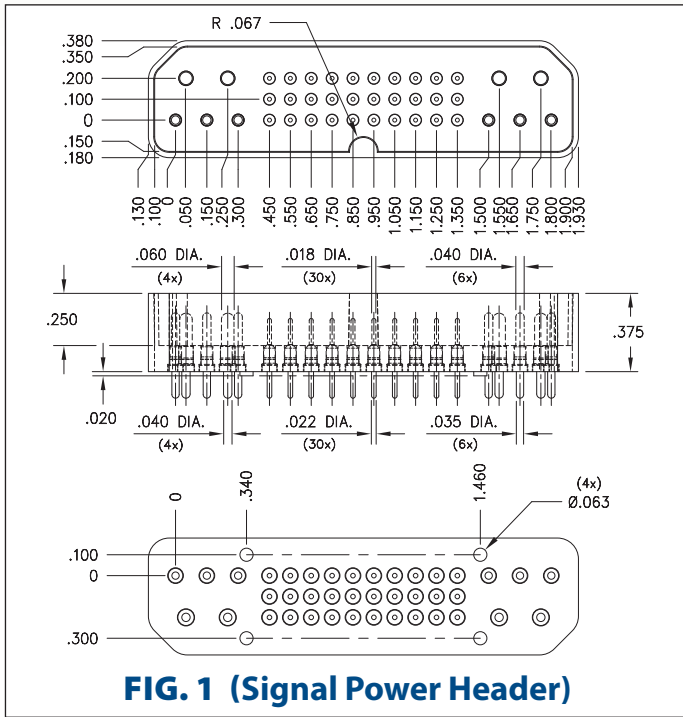 R .067
.380
.350
.200
.100
0
.150
.180
.130
.100
0
.050
.150
.250
.300
.450
.550
.650
.750
.850
.950
1.050
1.150
1.250
1.350
1.500
1.550
1.650
1.750
1.800
1.900
1.930
.060 DIA.
(4x)
.018 DIA.
(30x)
.040 DIA.
(6x)
.250
.375
.020
.040 DIA.
(4x)
.022 DIA.
(30x)
.035 DIA.
(6x)
0
.340
1.460
(4x)
Ø.063
.100
0
.300
FIG. 1 (Signal Power Header)